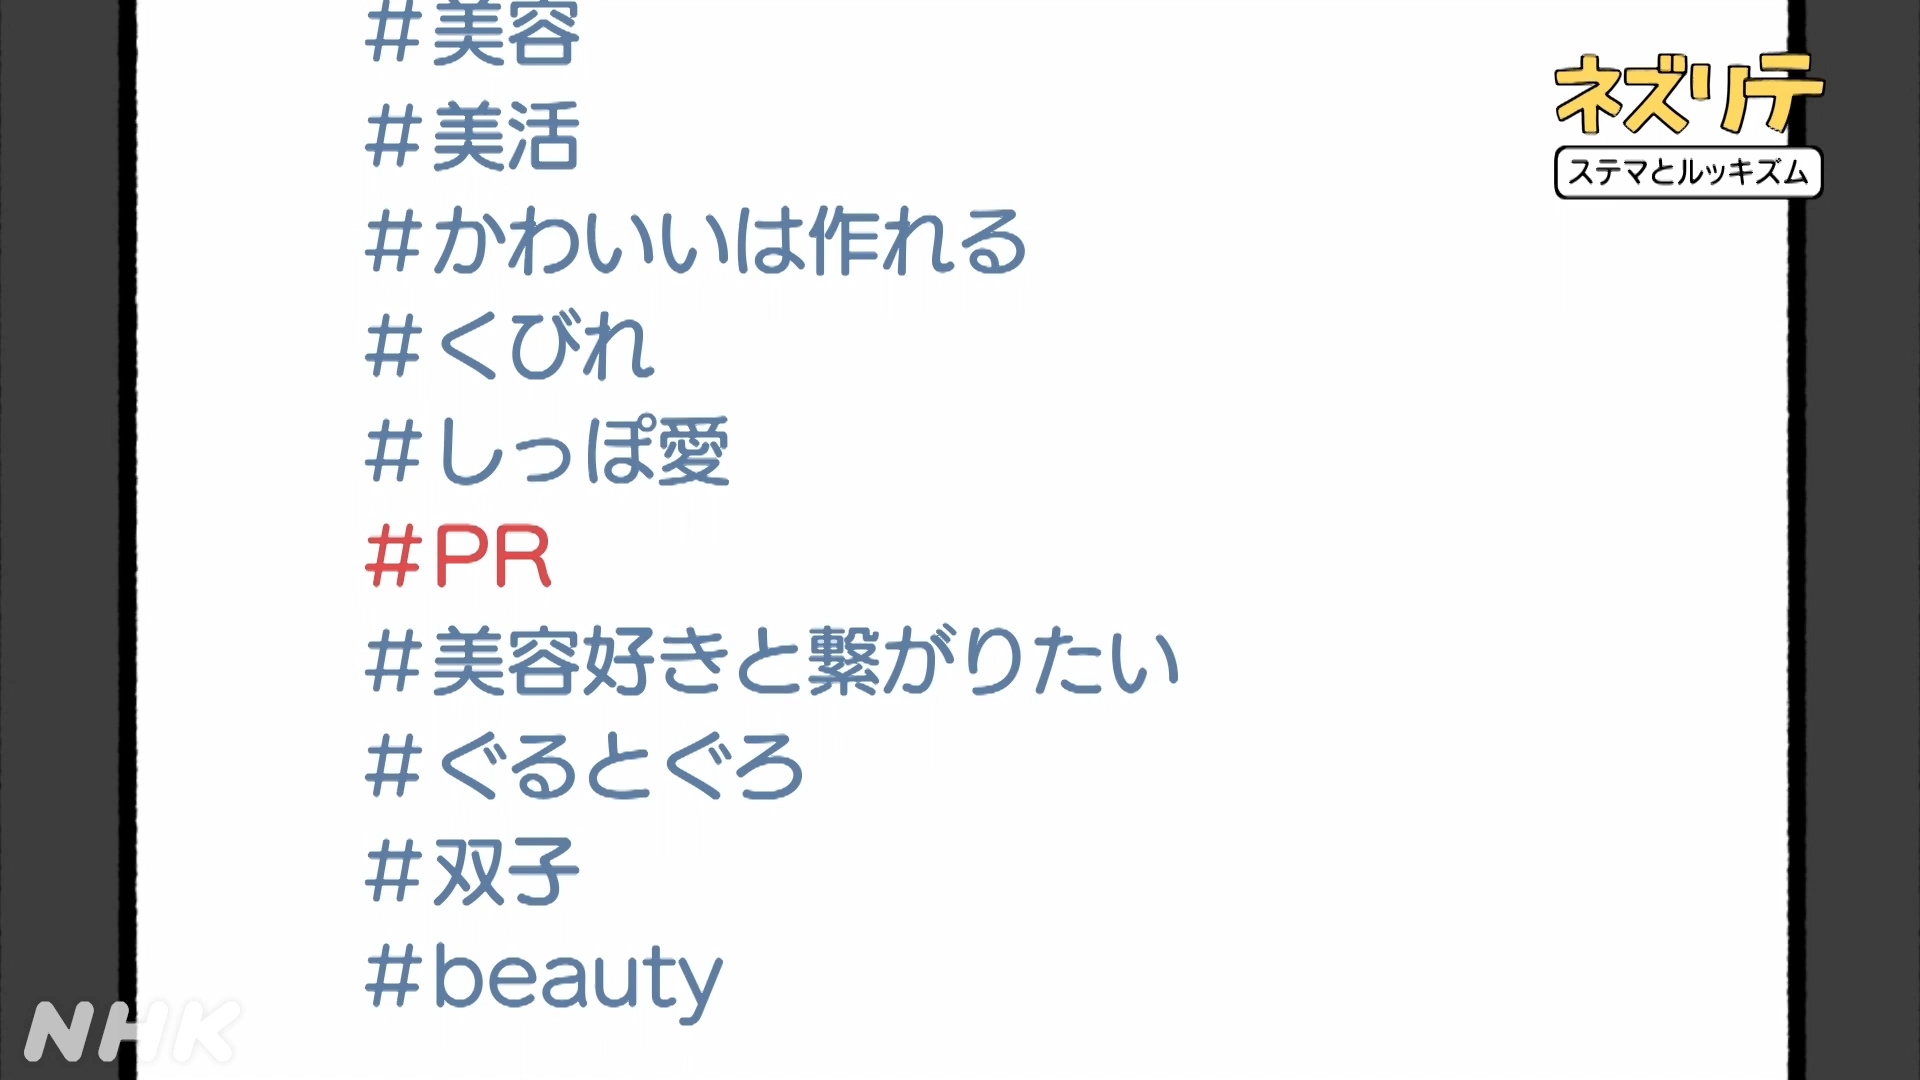 #美容
#美活
#かわいいは作れる
#くびれ
#しっぽ愛
#PR
#美容好きと繋がりたい
#ぐるとぐろ
#双子
#beauty
ネズリテ
ステマとルッキズム
NHK